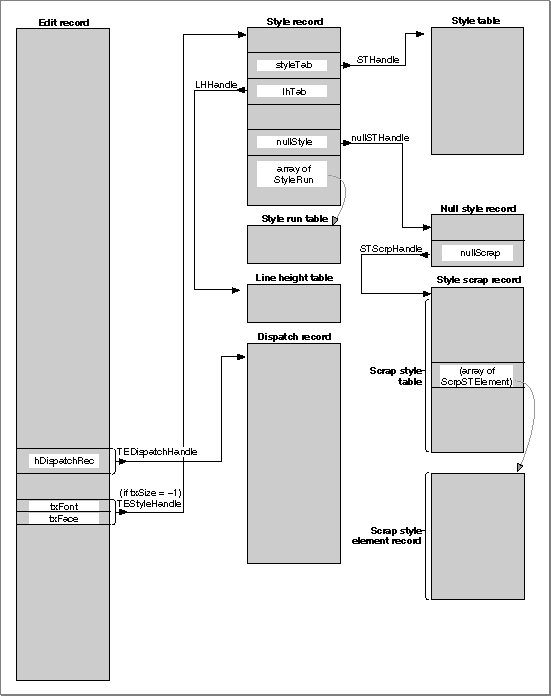 Edit record
Style record
Style table
styleTab
STHandle
LHHandle
lhTab
nullStyle
nullSTHandle
array of
StyleRun
Style run table
Null style record
STScrpHandle
nullScrap
Line height table
Style scrap record
Dispatch record
Scrap style
table
(array of
ScrpSTElement)
TEDispatchHandle
hDispatchRec
(if txSize = −1)
TEStyleHandle
txFont
txFace
Scrap style
element record